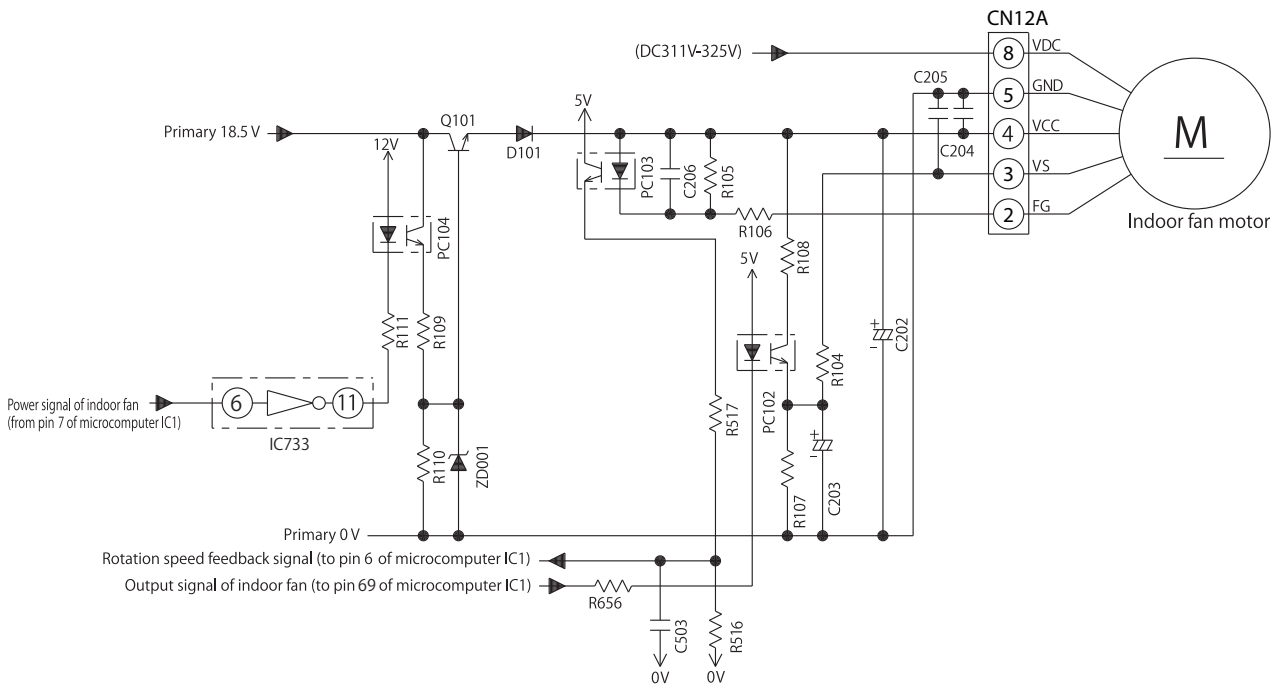 CN12A
(DC311V-325V)
8
VDC
C205
5V
5
GND
Primary 18.5 V
Q101
12V
D101
4
VCC
M
PC103
C206
R105
C204
3
VS
2
FG
R106
Indoor fan motor
PC104
R108
5V
R111
R109
C202
R104
Power signal of indoor fan
(from pin 7 of microcomputer IC1)
6
11
IC733
PC102
R517
R110
ZD001
R107
C203
Primary 0 V
Rotation speed feedback signal (to pin 6 of microcomputer IC1)
Output signal of indoor fan (to pin 69 of microcomputer IC1)
R656
C503
R516
0V
0V
+
-
+
-